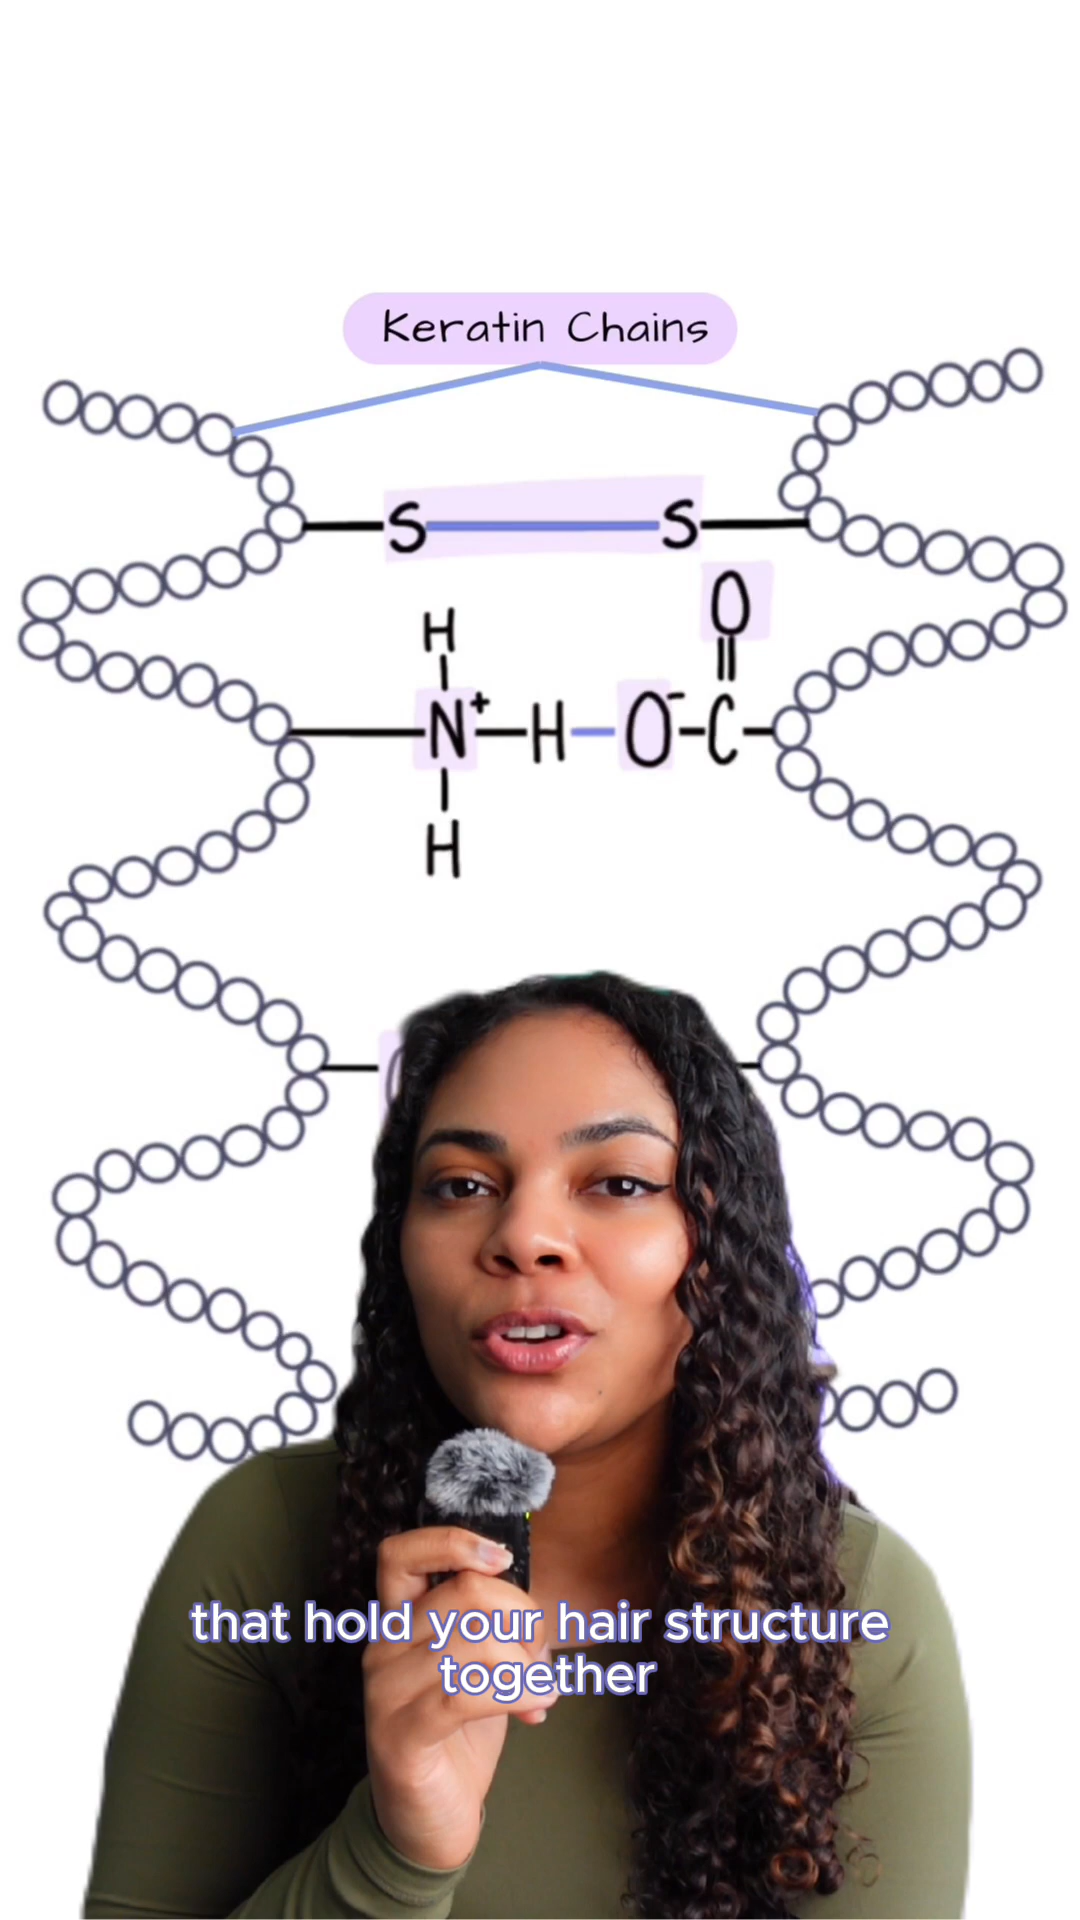 Keratin Chains
S S
O
H
N+ H O- C
H
that hold your hair structure
together